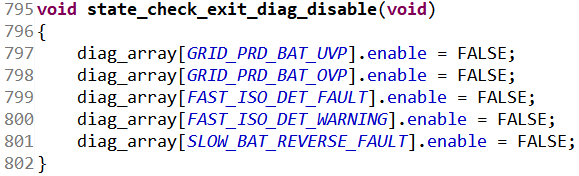 795 void state_check_exit_diag_disable(void)
796 {
797     diag_array[GRID_PRD_BAT_UVP].enable = FALSE;
798     diag_array[GRID_PRD_BAT_OVP].enable = FALSE;
799     diag_array[FAST_ISO_DET_FAULT].enable = FALSE;
800     diag_array[FAST_ISO_DET_WARNING].enable = FALSE;
801     diag_array[SLOW_BAT_REVERSE_FAULT].enable = FALSE;
802 }